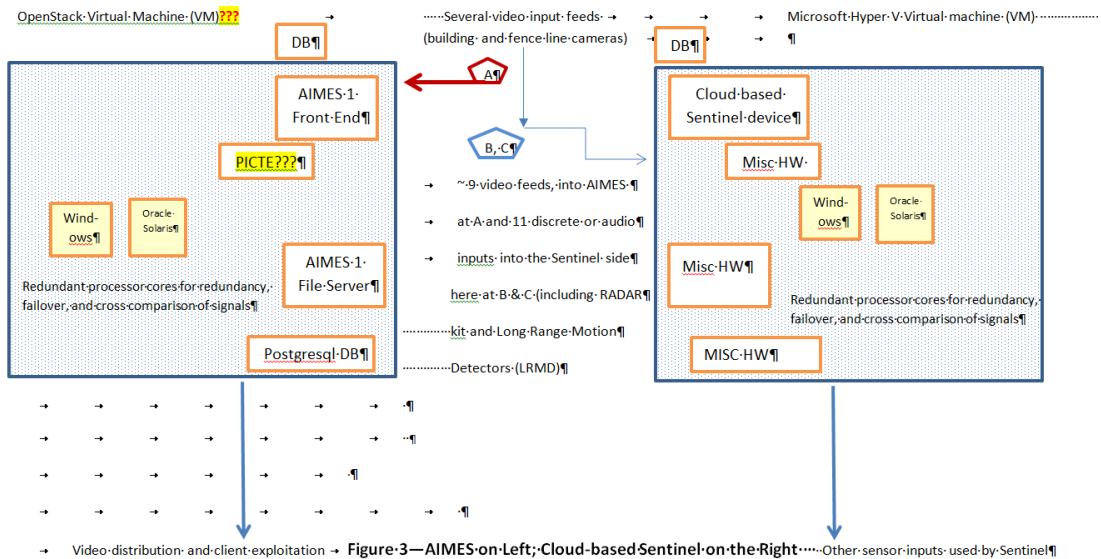 OpenStack Virtual Machine (VM)???
Several video input feeds
Microsoft Hyper V Virtual machine (VM)
(building and fence line cameras)
DB
DB
A
AIMES 1
Front End
Cloud based
Sentinel device
B, C
PICTE???
Misc HW
~ 9 video feeds, into AIMES
at A and 11 discrete or audio
inputs into the Sentinel side
here at B & C (including RADAR
kit and Long Range Motion
Detectors (LRMD)
Wind-
ows
Oracle
Solaris
Wind-
ows
Oracle
Solaris
AIMES 1
File Server
Misc HW
Redundant processor cores for redundancy,
failover, and cross comparison of signals
Redundant processor cores for redundancy,
failover, and cross comparison of signals
Postgresql DB
MISC HW
Video distribution and client exploitation
Figure 3—AIMES on Left; Cloud-based Sentinel on the Right
Other sensor inputs used by Sentinel